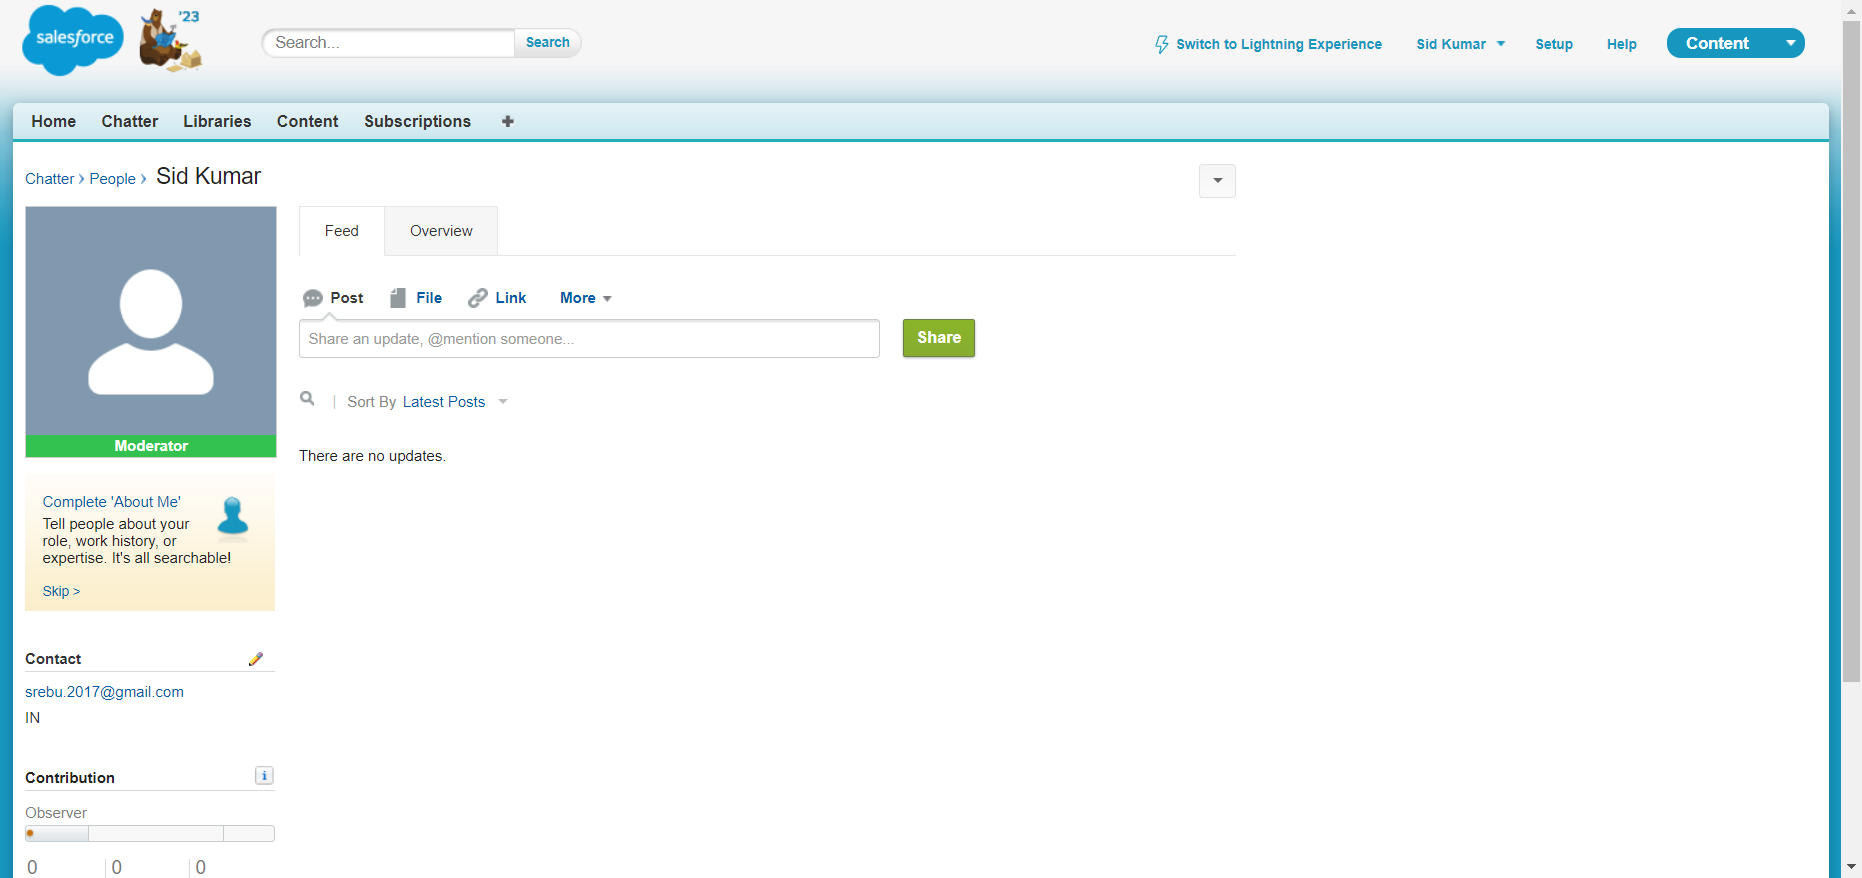 salesforce
'23
Search...
Search
Switch to Lightning Experience
Sid Kumar
Setup
Help
Content
Home
Chatter
Libraries
Content
Subscriptions
Chatter › People › Sid Kumar
Feed
Overview
Post
File
Link
More
Share an update, @mention someone...
Share
Sort By Latest Posts
There are no updates.
Moderator
Complete 'About Me'
Tell people about your
role, work history, or
expertise. It's all searchable!
Skip >
Contact
srebu.2017@gmail.com
IN
Contribution
i
Observer
0
0
0